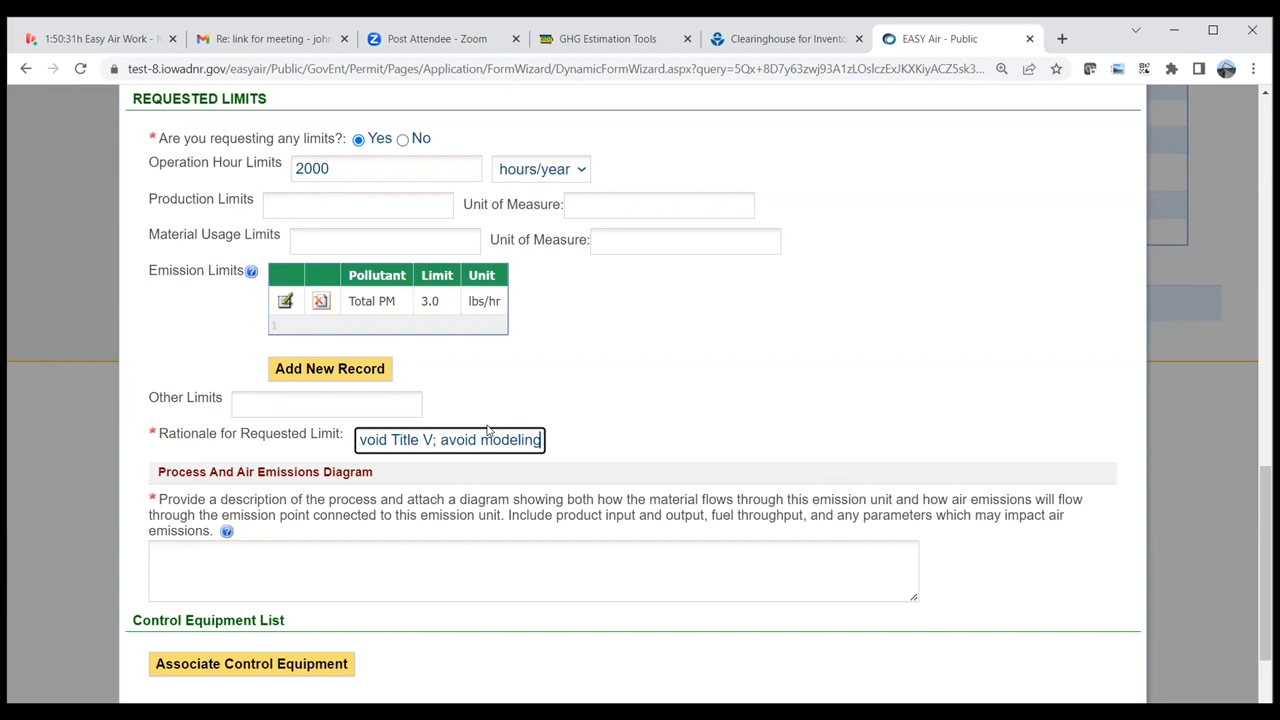 1:50:31h Easy Air Work - N
Re: link for meeting - john
Post Attendee - Zoom
GHG Estimation Tools
Clearinghouse for Invento
EASY Air - Public
test-8.iowadnr.gov/easyair/Public/GovEnt/Permit/Pages/Application/FormWizard/DynamicFormWizard.aspx?query=5Qx+8D7y63zwj93A1zLOslczExJKXKiyACZ5sk3...
REQUESTED LIMITS
* Are you requesting any limits?: Yes No
Operation Hour Limits 2000 hours/year
Production Limits Unit of Measure:
Material Usage Limits Unit of Measure:
Emission Limits ?
Pollutant Limit Unit
Total PM 3.0 lbs/hr
1
Add New Record
Other Limits
* Rationale for Requested Limit: void Title V; avoid modeling
Process And Air Emissions Diagram
* Provide a description of the process and attach a diagram showing both how the material flows through this emission unit and how air emissions will flow
through the emission point connected to this emission unit. Include product input and output, fuel throughput, and any parameters which may impact air
emissions. ?
Control Equipment List
Associate Control Equipment